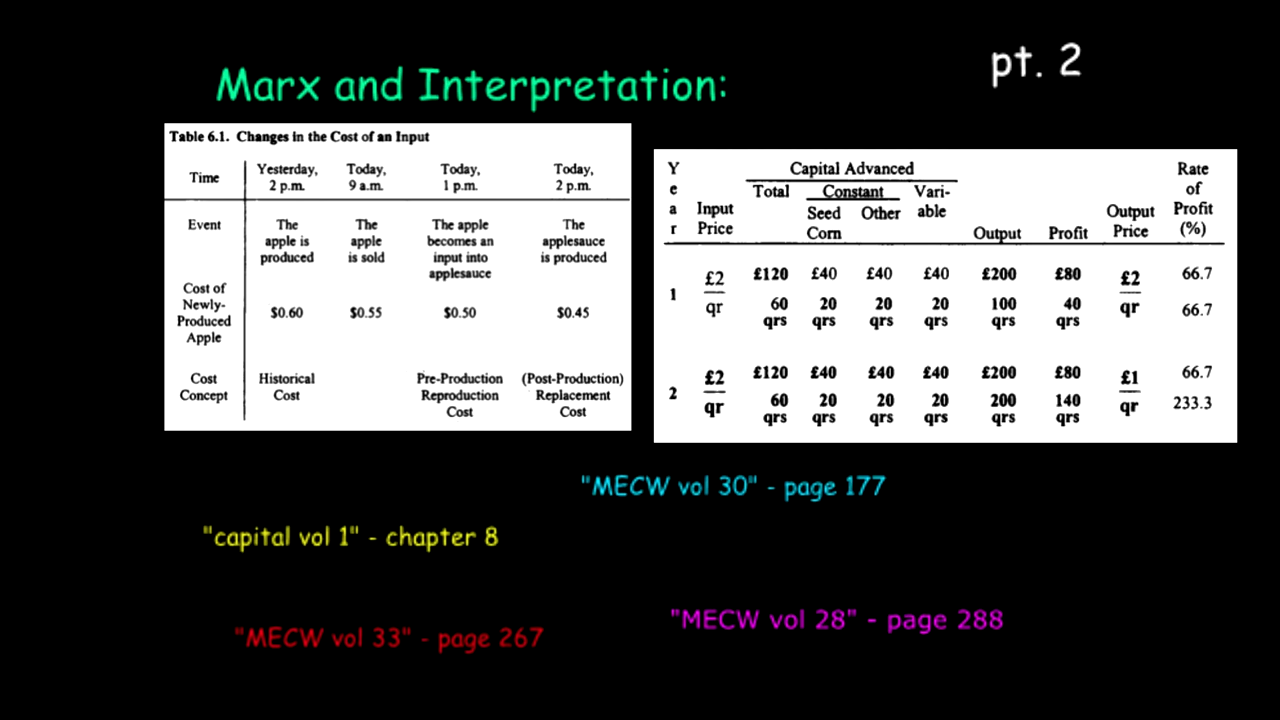 pt. 2
Marx and Interpretation:
Table 6.1. Changes in the Cost of an Input
Time Yesterday, 2 p.m. Today, 9 a.m. Today, 1 p.m. Today, 2 p.m.
Event The apple is produced The apple is sold The apple becomes an input into applesauce The applesauce is produced
Cost of Newly-Produced Apple $0.60 $0.55 $0.50 $0.45
Cost Concept Historical Cost Pre-Production Reproduction Cost (Post-Production) Replacement Cost
Year Input Price Capital Advanced Total Constant Seed Corn Other Variable Output Profit Output Price Rate of Profit (%)
1 £2/qr £120 £40 £40 £40 £200 £80 £2/qr 66.7
60 qrs 20 qrs 20 qrs 20 qrs 100 qrs 40 qrs 66.7
2 £2/qr £120 £40 £40 £40 £200 £80 £1/qr 66.7
60 qrs 20 qrs 20 qrs 20 qrs 200 qrs 140 qrs 233.3
"MECW vol 30" - page 177
"capital vol 1" - chapter 8
"MECW vol 28" - page 288
"MECW vol 33" - page 267